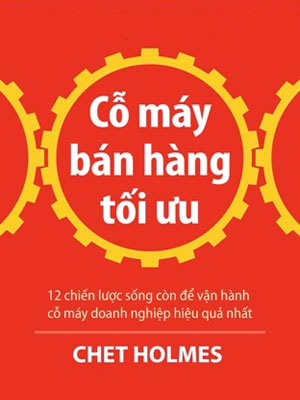 Cỗ máy
bán hàng
tối ưu
12 chiến lược sống còn để vận hành
cỗ máy doanh nghiệp hiệu quả nhất
CHET HOLMES